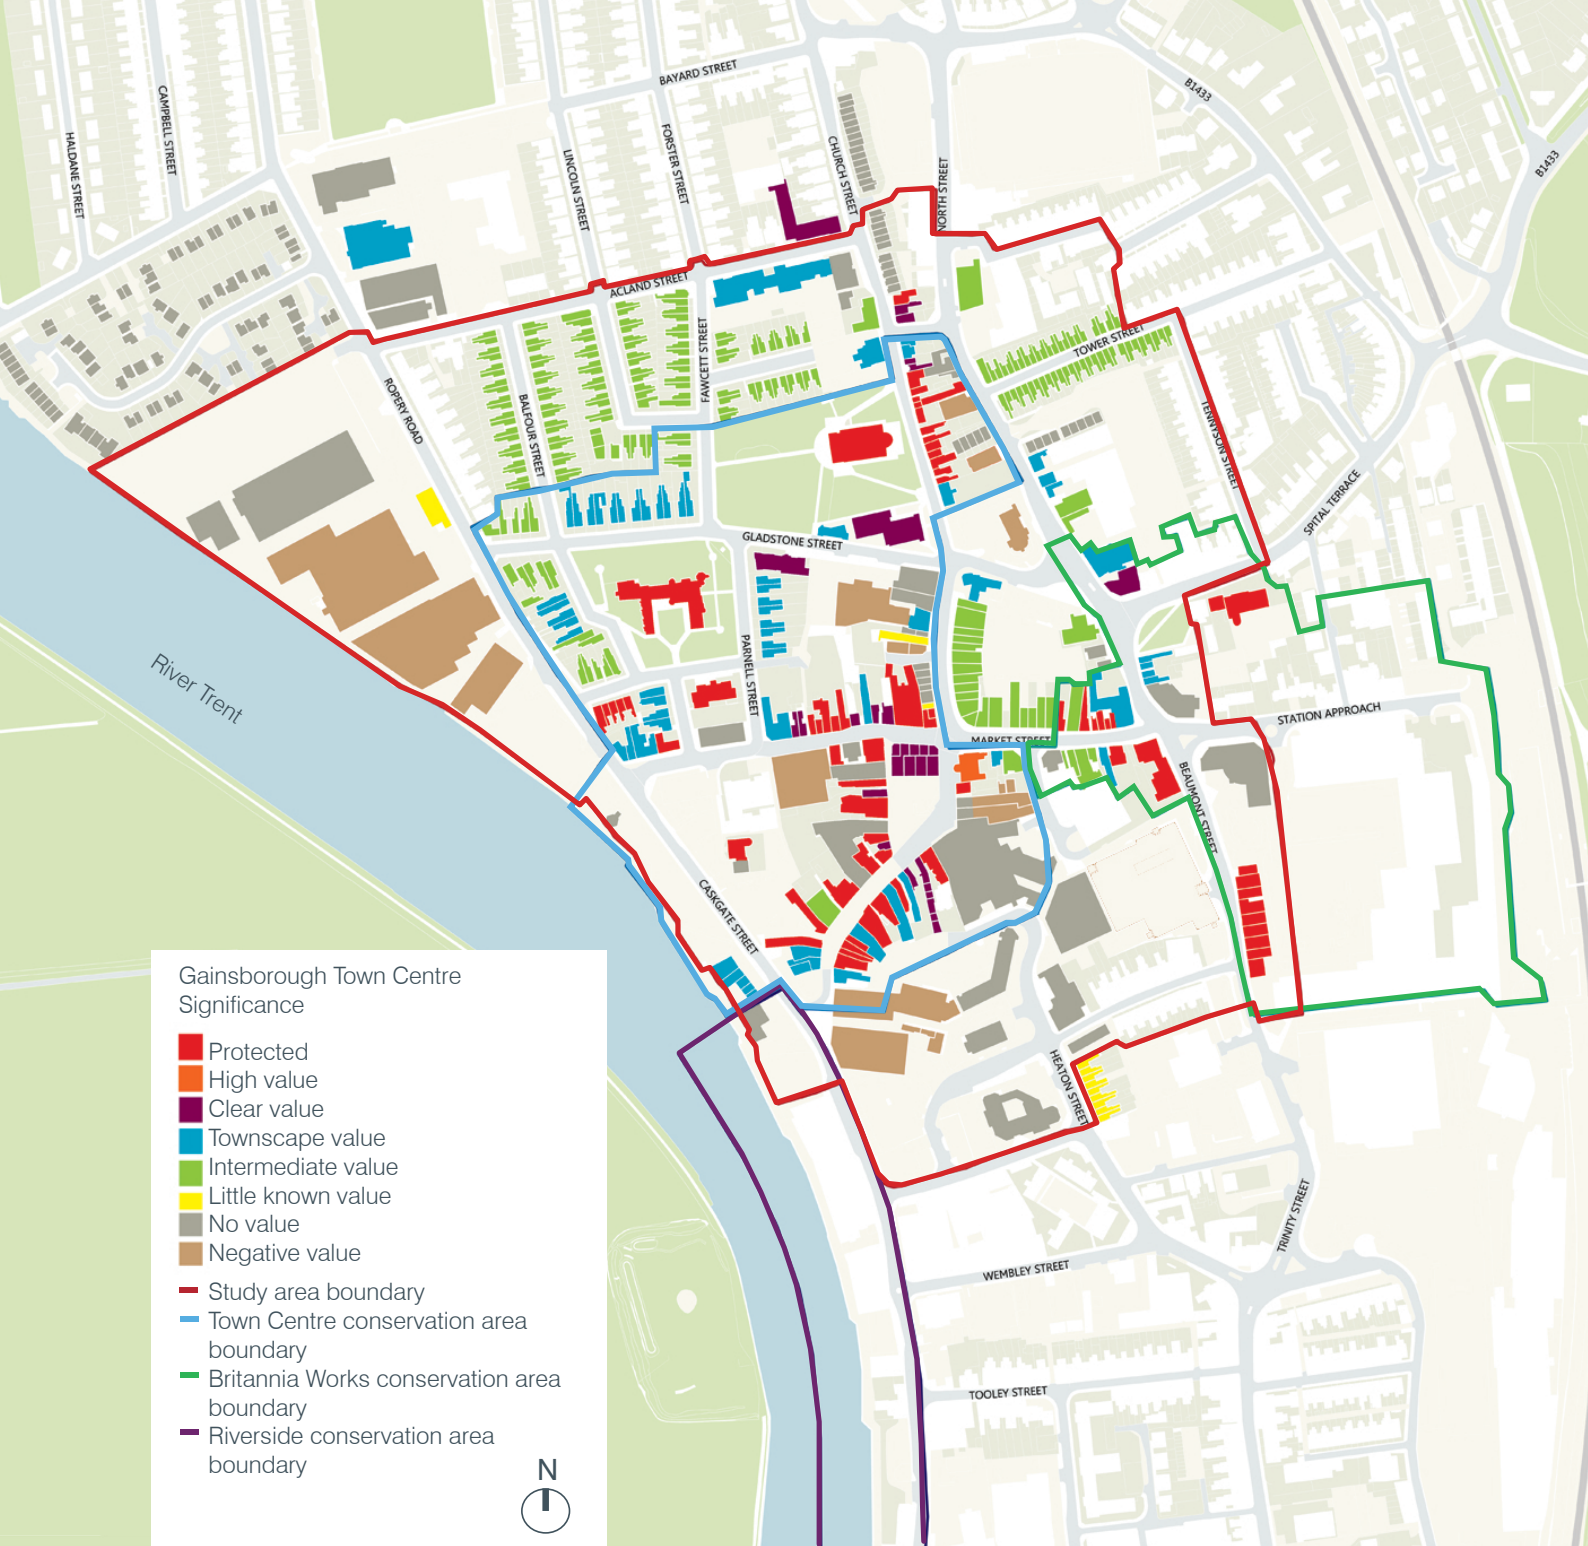 BAYARD STREET
B1433
B1433
CAMPBELL STREET
HALDANE STREET
LINCOLN STREET
FORSTER STREET
CHURCH STREET
NORTH STREET
ACLAND STREET
FAWCETT STREET
TOWER STREET
ROPERY ROAD
BALFOUR STREET
TENNYSON STREET
SPITAL TERRACE
GLADSTONE STREET
PARNELL STREET
River Trent
STATION APPROACH
MARKET STREET
BEAUMONT STREET
CASKGATE STREET
HEATON STREET
TRINITY STREET
WEMBLEY STREET
TOOLEY STREET
Gainsborough Town Centre
Significance
Protected
High value
Clear value
Townscape value
Intermediate value
Little known value
No value
Negative value
Study area boundary
Town Centre conservation area
boundary
Britannia Works conservation area
boundary
Riverside conservation area
boundary
N